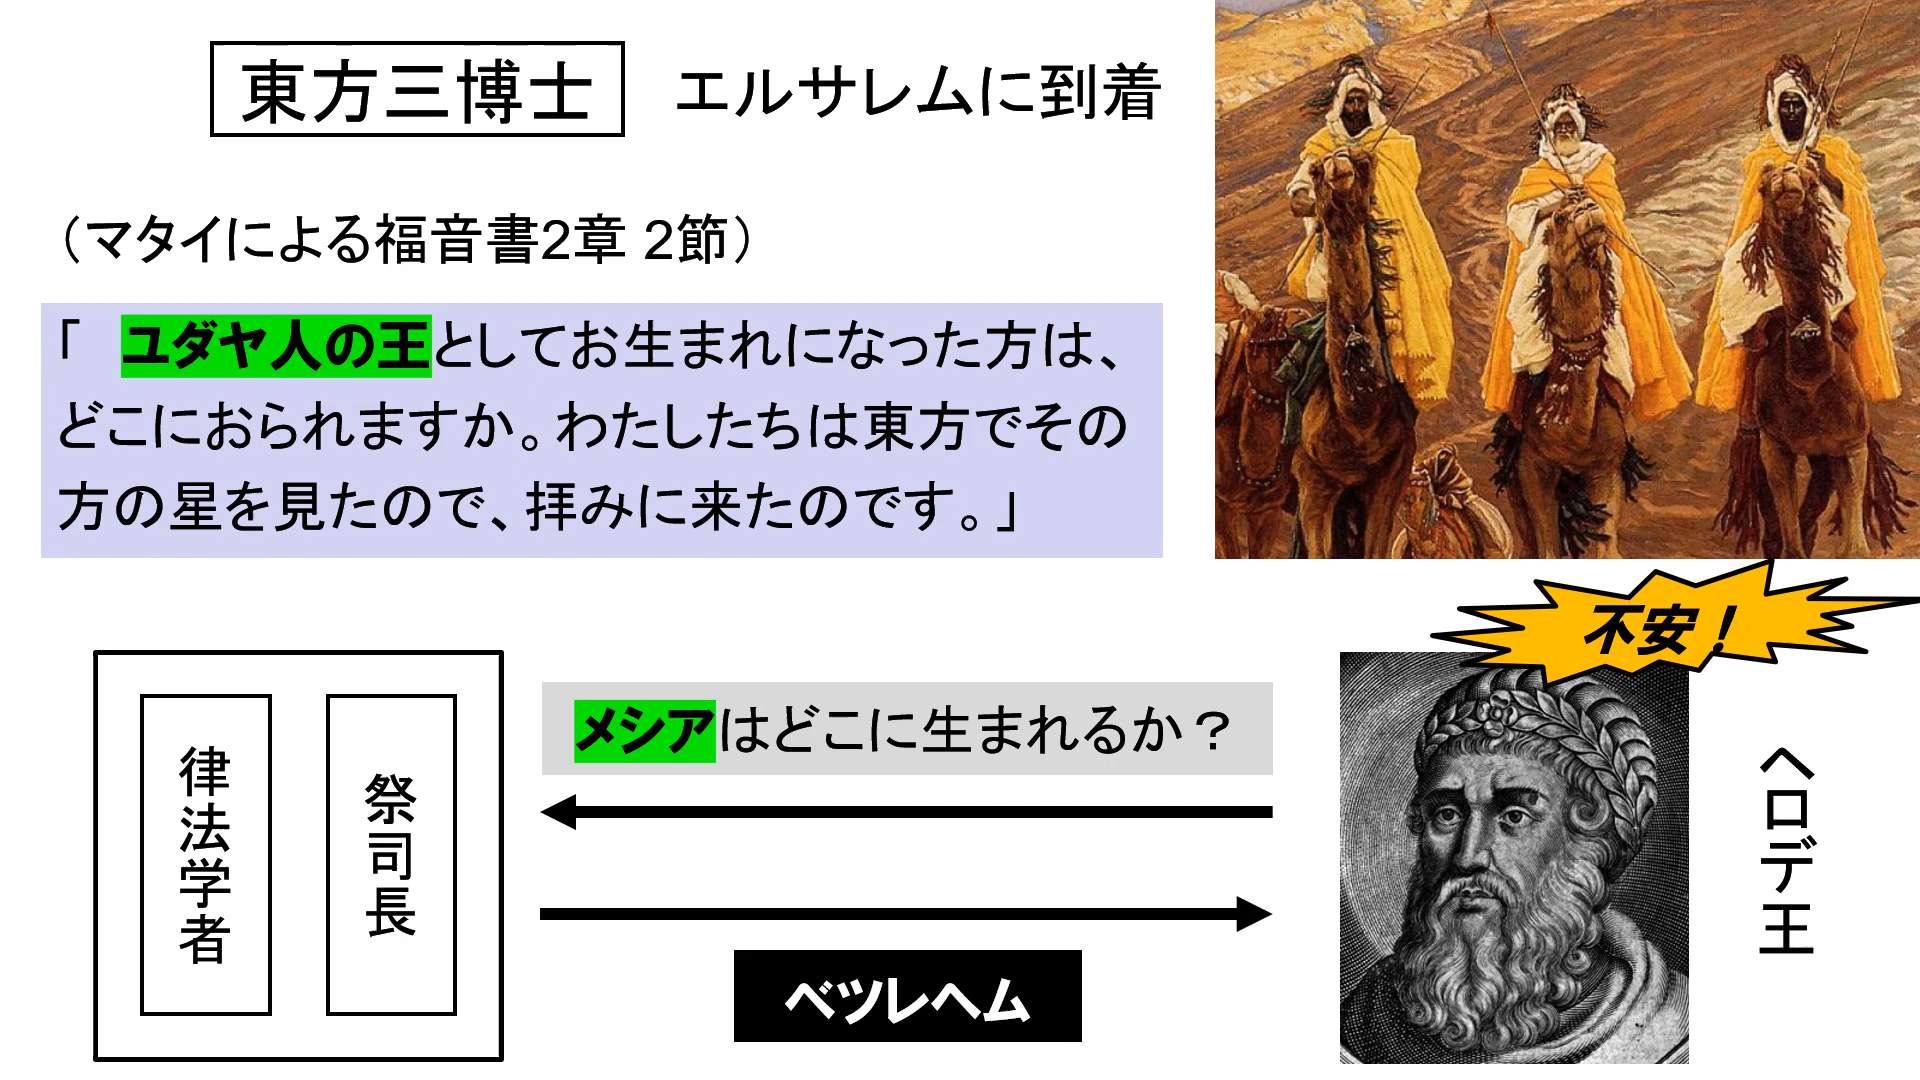 東方三博士 エルサレムに到着
（マタイによる福音書2章 2節）
「 ユダヤ人の王としてお生まれになった方は、
どこにおられますか。わたしたちは東方でその
方の星を見たので、拝みに来たのです。」
不安！
律法学者
祭司長
メシアはどこに生まれるか？
ヘロデ王
ベツレヘム